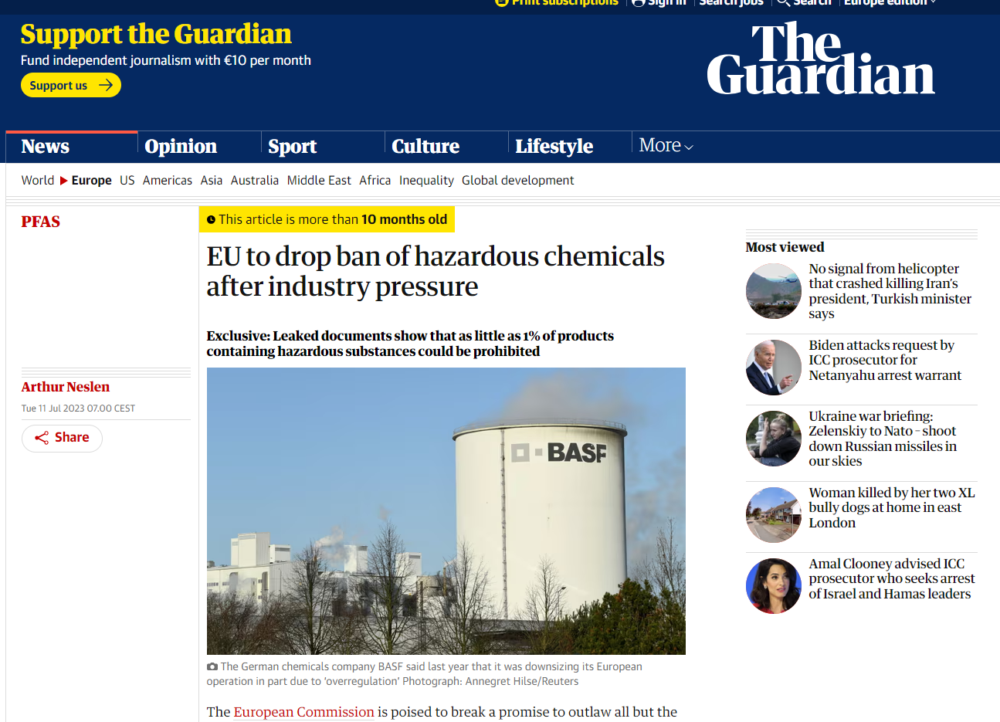 Print subscriptions
Sign in
Search jobs
Search
Europe edition
Support the Guardian
Fund independent journalism with €10 per month
Support us
The
Guardian
News
Opinion
Sport
Culture
Lifestyle
More
World
Europe
US
Americas
Asia
Australia
Middle East
Africa
Inequality
Global development
PFAS
This article is more than 10 months old
EU to drop ban of hazardous chemicals
after industry pressure
Exclusive: Leaked documents show that as little as 1% of products
containing hazardous substances could be prohibited
Arthur Neslen
Tue 11 Jul 2023 07.00 CEST
Share
BASF
The German chemicals company BASF said last year that it was downsizing its European
operation in part due to ‘overregulation’ Photograph: Annegret Hilse/Reuters
The European Commission is poised to break a promise to outlaw all but the
Most viewed
No signal from helicopter
that crashed killing Iran's
president, Turkish minister
says
Biden attacks request by
ICC prosecutor for
Netanyahu arrest warrant
Ukraine war briefing:
Zelenskiy to Nato – shoot
down Russian missiles in
our skies
Woman killed by her two XL
bully dogs at home in east
London
Amal Clooney advised ICC
prosecutor who seeks arrest
of Israel and Hamas leaders